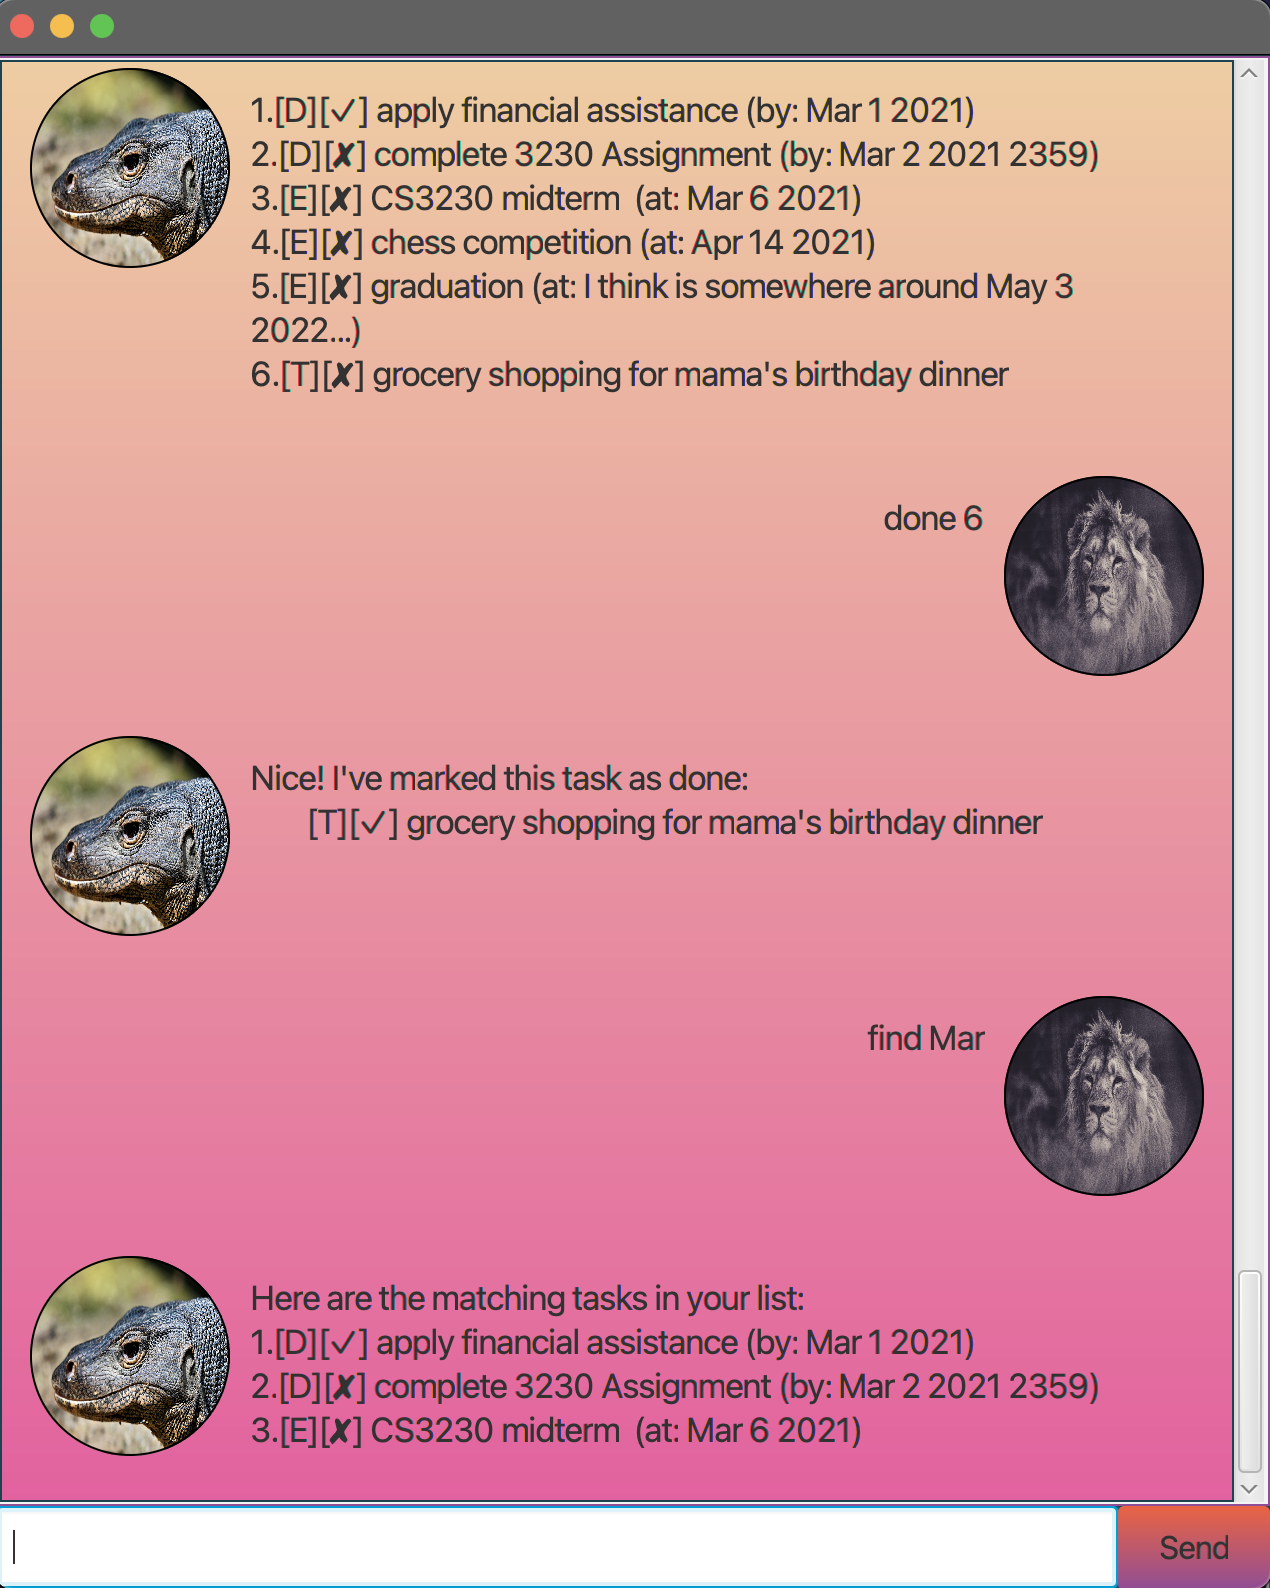 1.[D][✓] apply financial assistance (by: Mar 1 2021)
2.[D][✘] complete 3230 Assignment (by: Mar 2 2021 2359)
3.[E][✘] CS3230 midterm  (at: Mar 6 2021)
4.[E][✘] chess competition (at: Apr 14 2021)
5.[E][✘] graduation (at: I think is somewhere around May 3
2022...)
6.[T][✘] grocery shopping for mama's birthday dinner
done 6
Nice! I've marked this task as done:
[T][✓] grocery shopping for mama's birthday dinner
find Mar
Here are the matching tasks in your list:
1.[D][✓] apply financial assistance (by: Mar 1 2021)
2.[D][✘] complete 3230 Assignment (by: Mar 2 2021 2359)
3.[E][✘] CS3230 midterm  (at: Mar 6 2021)
Send